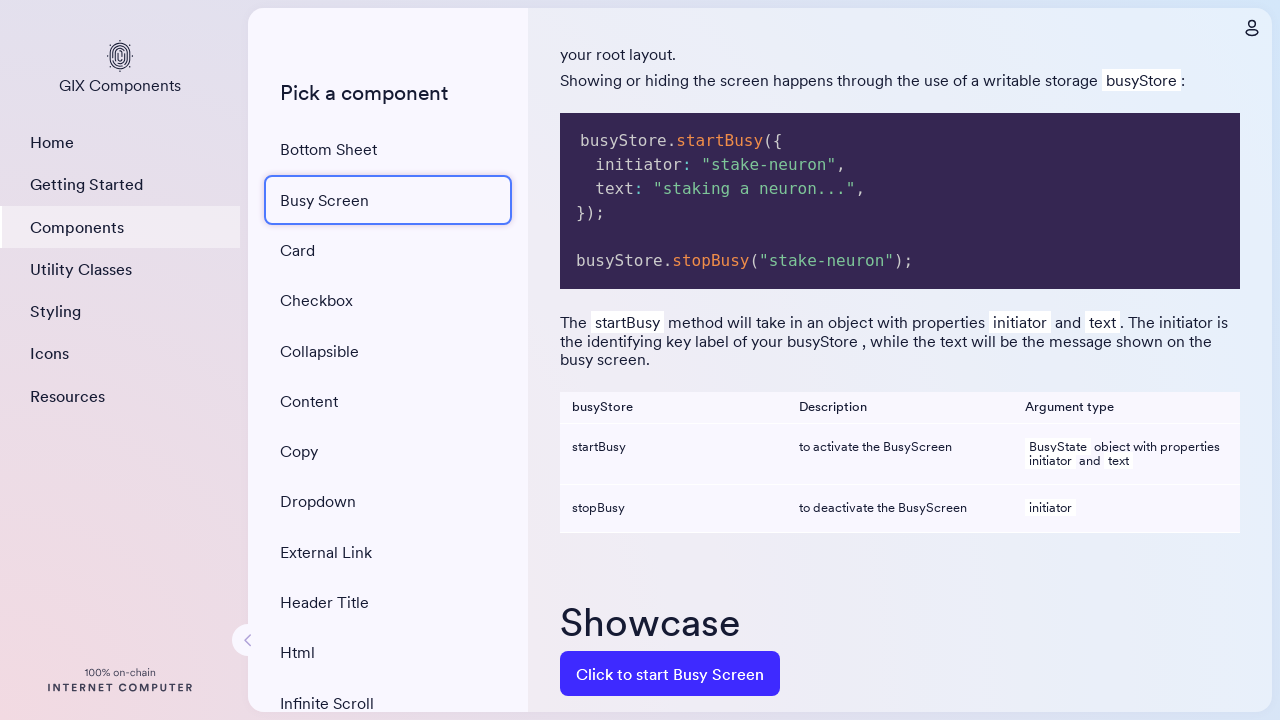 GIX Components
Home
Getting Started
Components
Utility Classes
Styling
Icons
Resources
100% on-chain
INTERNET COMPUTER
Pick a component
Bottom Sheet
Busy Screen
Card
Checkbox
Collapsible
Content
Copy
Dropdown
External Link
Header Title
Html
Infinite Scroll
your root layout.
Showing or hiding the screen happens through the use of a writable storage busyStore :
busyStore.startBusy({
  initiator: "stake-neuron",
  text: "staking a neuron...",
});
busyStore.stopBusy("stake-neuron");
The startBusy method will take in an object with properties initiator and text . The initiator is
the identifying key label of your busyStore , while the text will be the message shown on the
busy screen.
busyStore Description Argument type
startBusy to activate the BusyScreen BusyState object with properties
initiator and text
stopBusy to deactivate the BusyScreen initiator
Showcase
Click to start Busy Screen